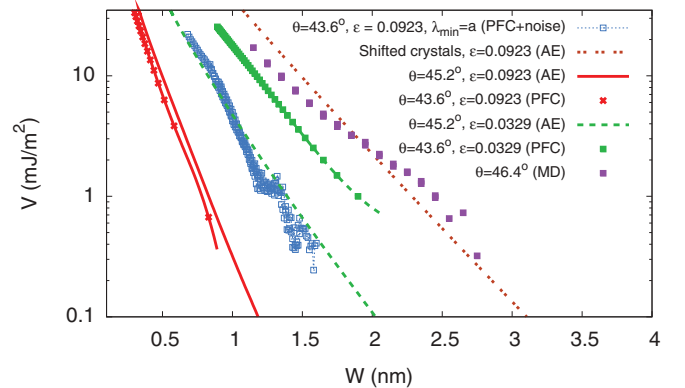 θ=43.6°, ε = 0.0923, λmin=a (PFC+noise)
Shifted crystals, ε=0.0923 (AE)
θ=45.2°, ε=0.0923 (AE)
θ=43.6°, ε=0.0923 (PFC)
θ=45.2°, ε=0.0329 (AE)
θ=43.6°, ε=0.0329 (PFC)
θ=46.4° (MD)
V (mJ/m²)
10
1
0.1
0.5 1 1.5 2 2.5 3 3.5 4
W (nm)